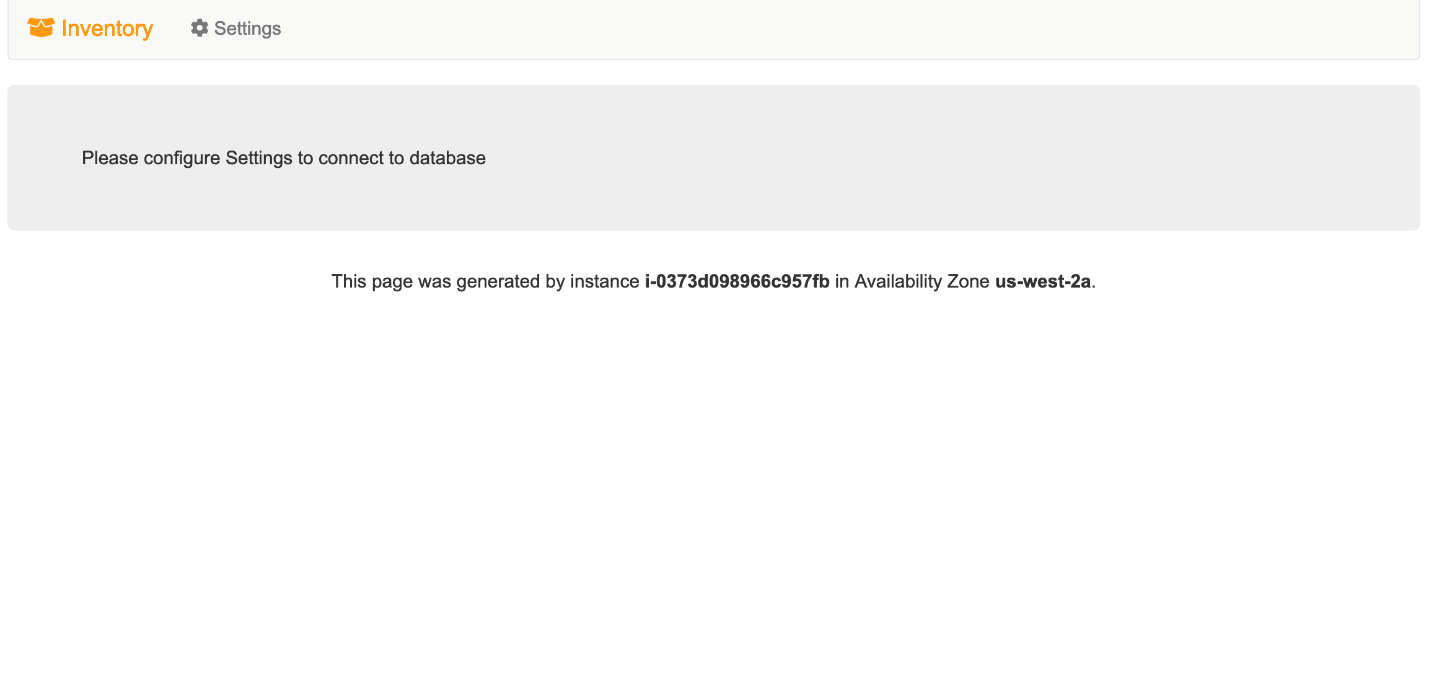 Inventory Settings
Please configure Settings to connect to database
This page was generated by instance i-0373d098966c957fb in Availability Zone us-west-2a.